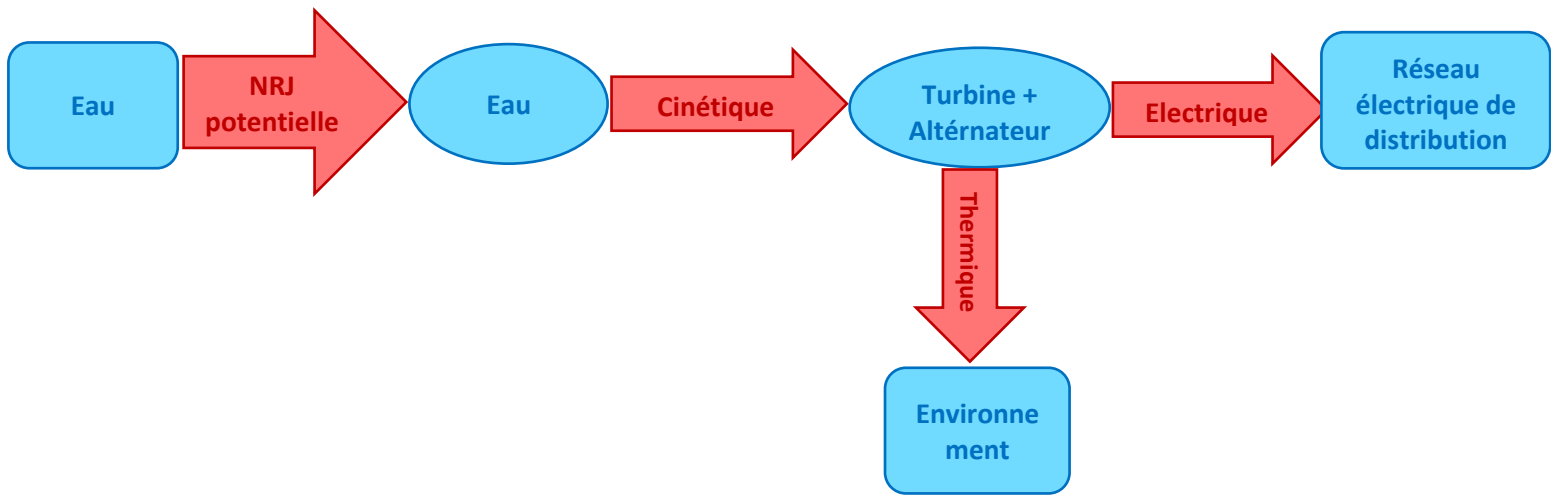 Eau
NRJ
potentielle
Eau
Cinétique
Turbine +
Altérnateur
Electrique
Réseau
électrique de
distribution
Thermique
Environne
ment